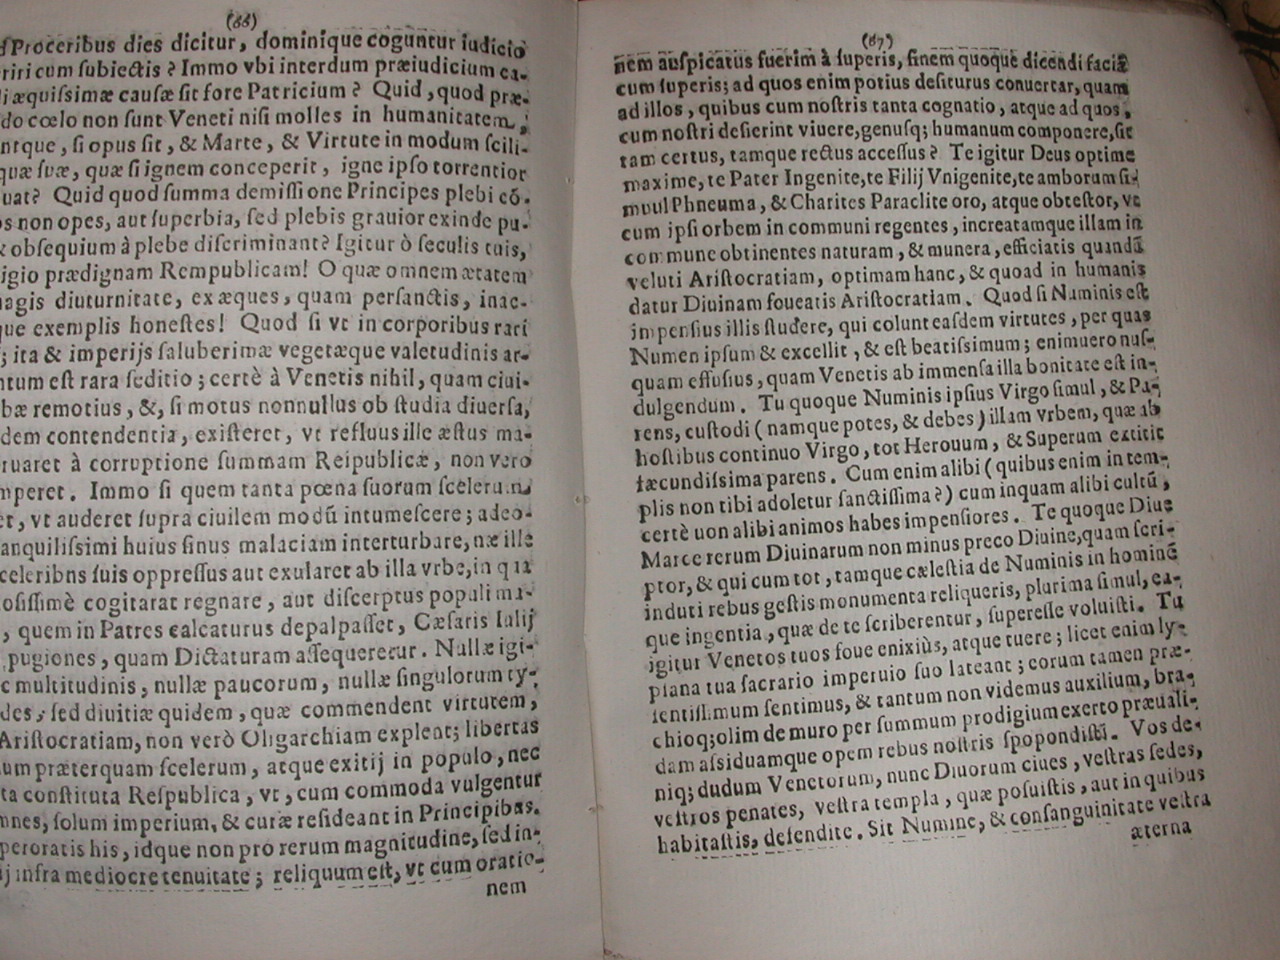 (66)
Proceribus dies dicitur, dominique coguntur iudicio
riri cum ſubiectis? Immo vbi interdum præiudicium ca-
i æquiſsimæ cauſæ ſit fore Patricium? Quid, quod præ-
do cœlo non ſunt Veneti niſi molles in humanitatem,
ntque, ſi opus ſit, & Marte, & Virtute in modum ſcili-
quæ ſuæ, quæ ſi ignem conceperit, igne ipſo torrentior
uat? Quid quod ſumma demiſſione Principes plebi cō-
os non opes, aut ſuperbia, ſed plebis grauior exinde pu-
& obſequium à plebe diſcriminant? Igitur ò ſeculis tuis,
igio prædignam Rempublicam! O quæ omnem ætatem
nagis diuturnitate, exæques, quam perſanctis, inac-
que exemplis honeſtes! Quod ſi vt in corporibus rari
; ita & imperijs ſaluberimæ vegetæque valetudinis ar-
ntum eſt rara ſeditio; certè à Venetis nihil, quam ciui-
bæ remotius, &, ſi motus nonnullus ob ſtudia diuerſa,
dem contendentia, exiſteret, vt refluus ille æſtus ma-
ruaret à corruptione ſummam Reipublicæ, non vero
mperet. Immo ſi quem tanta pœna ſuorum ſcelerum
et, vt auderet ſupra ciuilem modū intumeſcere; adeo-
anquiliſsimi huius ſinus malaciam interturbare, næ ille
celeribns ſuis oppreſſus aut exularet ab illa vrbe, in qua
oſiſſimè cogitarat regnare, aut diſcerptus populi ma-
, quem in Patres calcaturus depalpaſſet, Cæſaris Iulij
pugiones, quam Dictaturam aſſequeretur. Nullæ igi-
c multitudinis, nullæ paucorum, nullæ ſingulorum ty-
des; ſed diuitiæ quidem, quæ commendent virtutem,
Ariſtocratiam, non verò Oligarchiam expleat; libertas
um præterquam ſcelerum, atque exitij in populo, nec
ta conſtituta Reſpublica, vt, cum commoda vulgentur
mnes, ſolum imperium, & curæ reſideant in Principibus.
peroratis his, idque non pro rerum magnitudine, ſed in-
ij infra mediocre tenuitate; reliquum eſt, vt cum oratio-
nem
(67)
nem auſpicatus fuerim à ſuperis, finem quoque dicendi faciā
cum ſuperis; ad quos enim potius deſiturus conuertar, quam
ad illos, quibus cum noſtris tanta cognatio, atque ad quos,
cum noſtri deſierint viuere, genuſq; humanum componere, ſit
tam certus, tamque rectus acceſſus? Te igitur Deus optime
maxime, te Pater Ingenite, te Filij Vnigenite, te amborum ſi-
muul Phneuma, & Charites Paraclite oro, atque obteſtor, vt
cum ipſi orbem in communi regentes, increatamque illam in
commune obtinentes naturam, & munera, efficiatis quandā
veluti Ariſtocratiam, optimam hanc, & quoad in humanis
datur Diuinam foueatis Ariſtocratiam. Quod ſi Numinis eſt
impenſius illis ſtudere, qui colunt eaſdem virtutes, per quas
Numen ipſum & excellit, & eſt beatiſsimum; enimuero nuſ-
quam effuſius, quam Venetis ab immenſa illa bonitate eſt in-
dulgendum. Tu quoque Numinis ipſius Virgo ſimul, & Pa-
rens, cuſtodi (namque potes, & debes) illam vrbem, quæ ab
hoſtibus continuo Virgo, tot Herouum, & Superum extitit
fæcundiſsima parens. Cum enim alibi (quibus enim in tem-
plis non tibi adoletur ſanctiſſima?) cum inquam alibi cultū,
certè uon alibi animos habes impenſiores. Te quoque Diue
Marce rerum Diuinarum non minus preco Diuine, quam ſcri-
ptor, & qui cum tot, tamque cæleſtia de Numinis in hominē
induti rebus geſtis monumenta reliqueris, plurima ſimul, ea-
que ingentia, quæ de te ſcriberentur, ſupereſſe voluiſti. Tu
igitur Venetos tuos foue enixiùs, atque tuere; licet enim ly-
pſana tua ſacrario imperuio ſuo lateant; eorum tamen præ-
ſentiſſimum ſentimus, & tantum non videmus auxilium, bra-
chioq; olim de muro per ſummum prodigium exerto præuali-
dam aſsiduamque opem rebus noſtris ſpopondiſti. Vos de-
niq; dudum Venetorum, nunc Diuorum ciues, veſtras ſedes,
veſtros penates, veſtra templa, quæ poſuiſtis, aut in quibus
habitaſtis, defendite. Sit Numine, & conſanguinitate veſtra
æterna